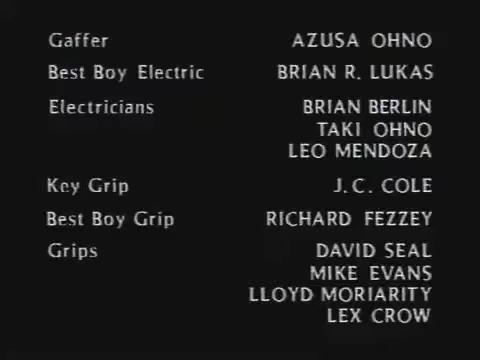 Gaffer AZUSA OHNO
Best Boy Electric BRIAN R. LUKAS
Electricians BRIAN BERLIN
TAKI OHNO
LEO MENDOZA
Key Grip J.C. COLE
Best Boy Grip RICHARD FEZZEY
Grips DAVID SEAL
MIKE EVANS
LLOYD MORIARITY
LEX CROW